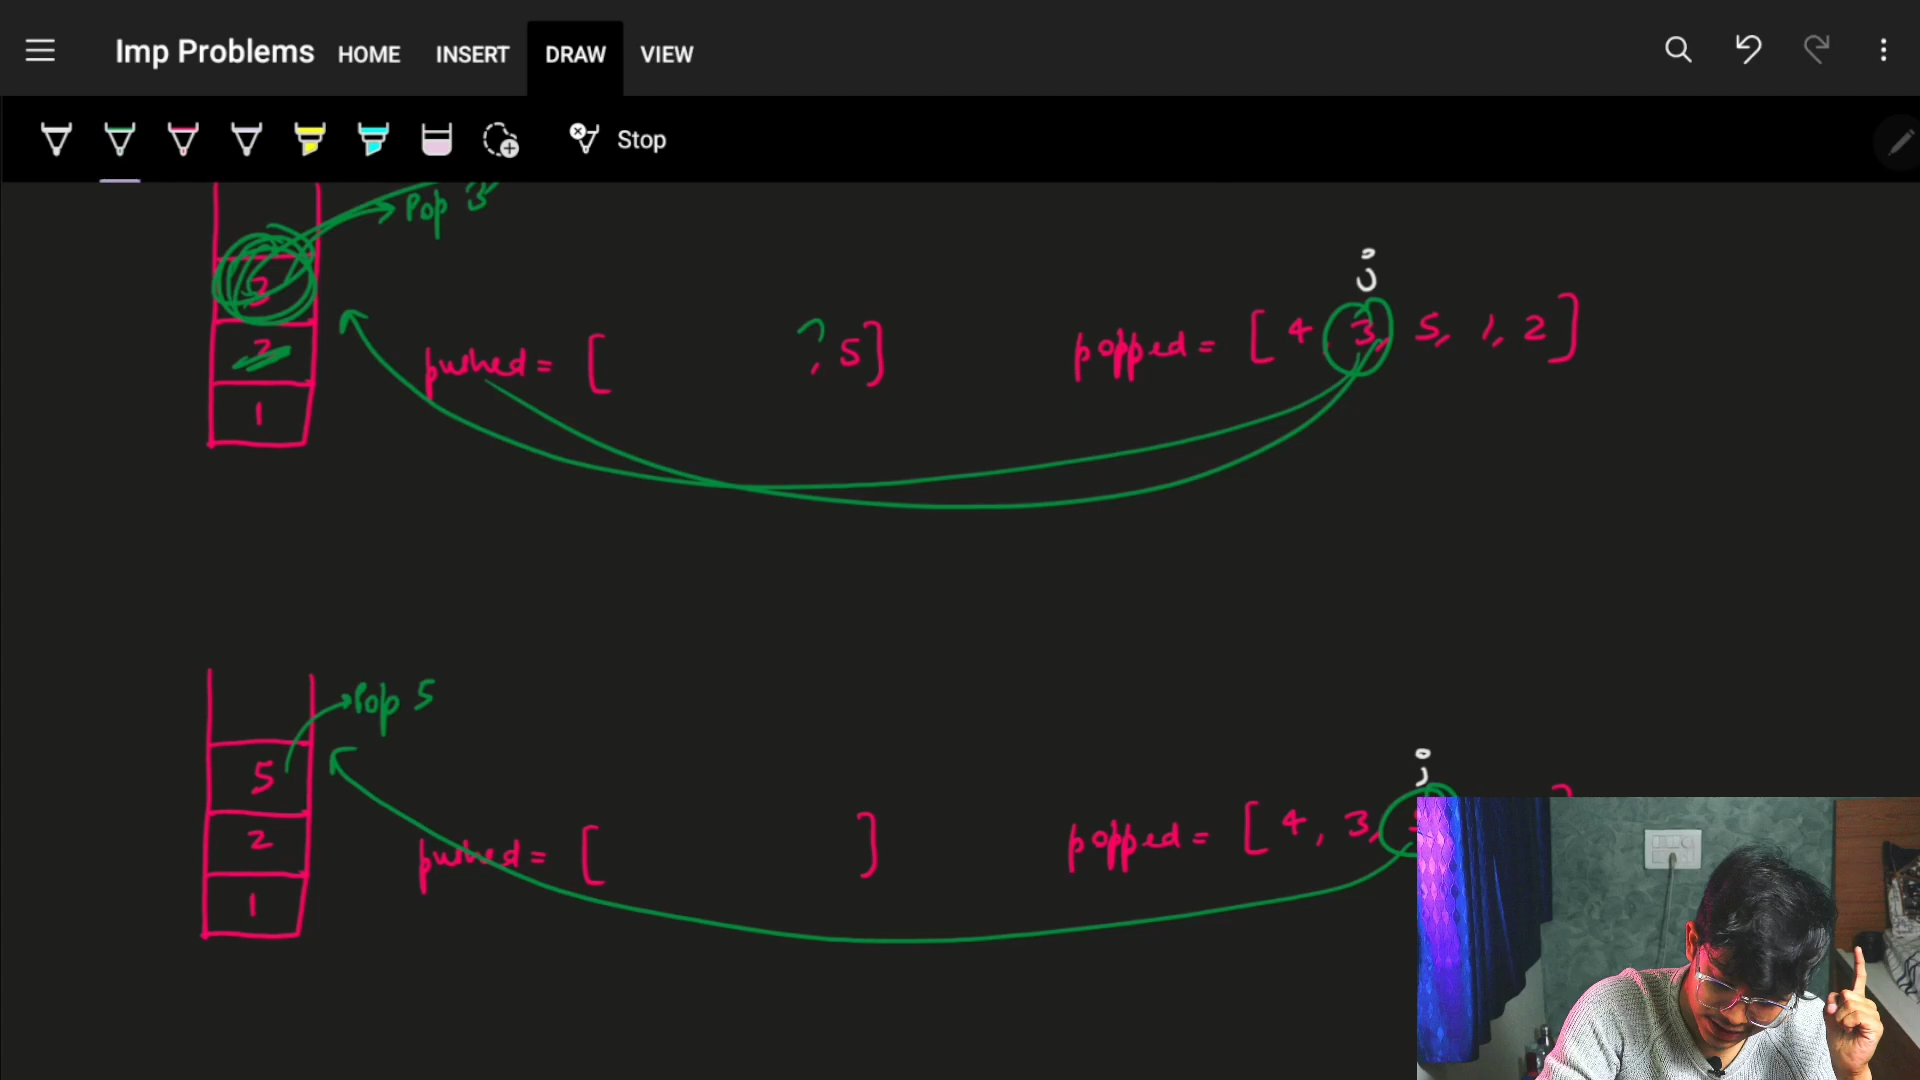 Imp Problems HOME INSERT DRAW VIEW
Stop
Pop 3
3
2
1
pushed = [ , 5]
popped = [ 4 3, 5, 1, 2 ]
Pop 5
5
2
1
pushed = [ ]
popped = [ 4, 3,